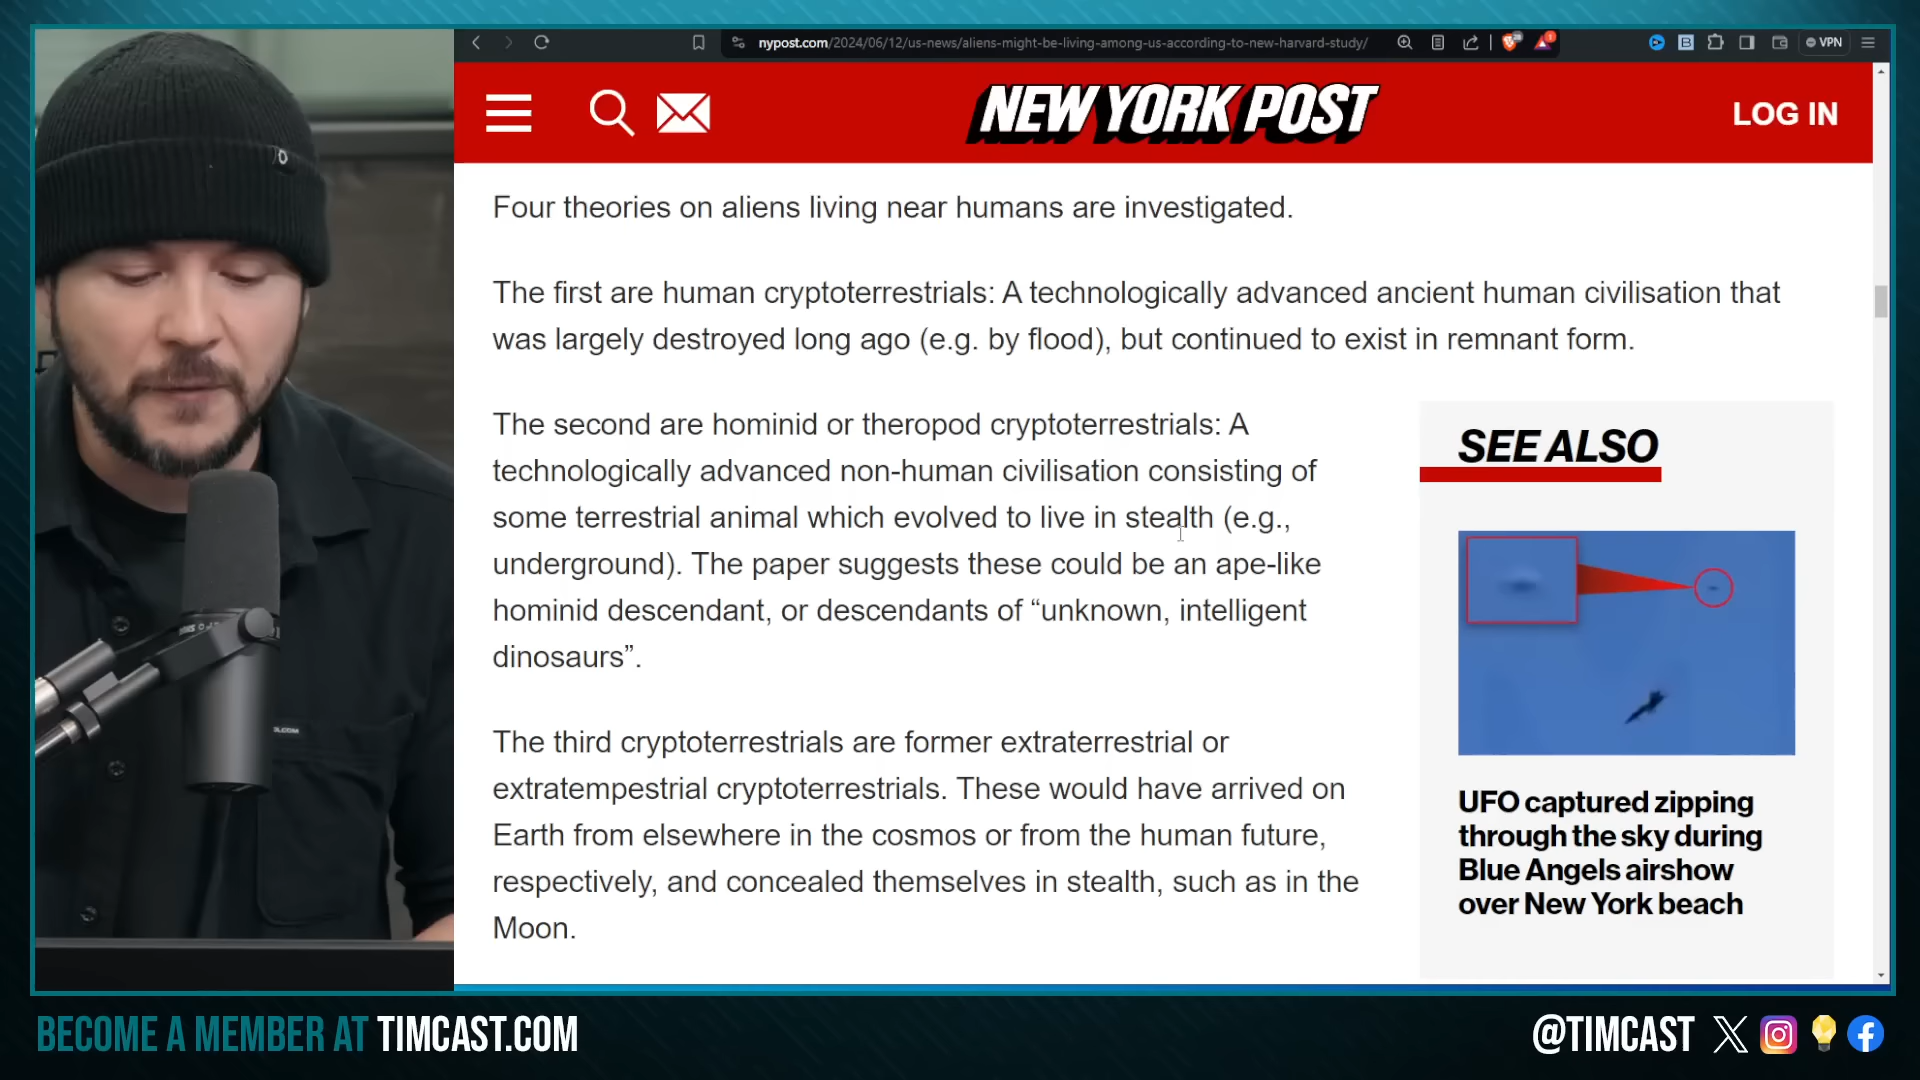 nypost.com/2024/06/12/us-news/aliens-might-be-living-among-us-according-to-new-harvard-study/
VPN
NEW YORK POST
LOG IN
Four theories on aliens living near humans are investigated.
The first are human cryptoterrestrials: A technologically advanced ancient human civilisation that
was largely destroyed long ago (e.g. by flood), but continued to exist in remnant form.
The second are hominid or theropod cryptoterrestrials: A
technologically advanced non-human civilisation consisting of
some terrestrial animal which evolved to live in stealth (e.g.,
underground). The paper suggests these could be an ape-like
hominid descendant, or descendants of “unknown, intelligent
dinosaurs”.
The third cryptoterrestrials are former extraterrestrial or
extratempestrial cryptoterrestrials. These would have arrived on
Earth from elsewhere in the cosmos or from the human future,
respectively, and concealed themselves in stealth, such as in the
Moon.
SEE ALSO
UFO captured zipping
through the sky during
Blue Angels airshow
over New York beach
BECOME A MEMBER AT TIMCAST.COM
@TIMCAST